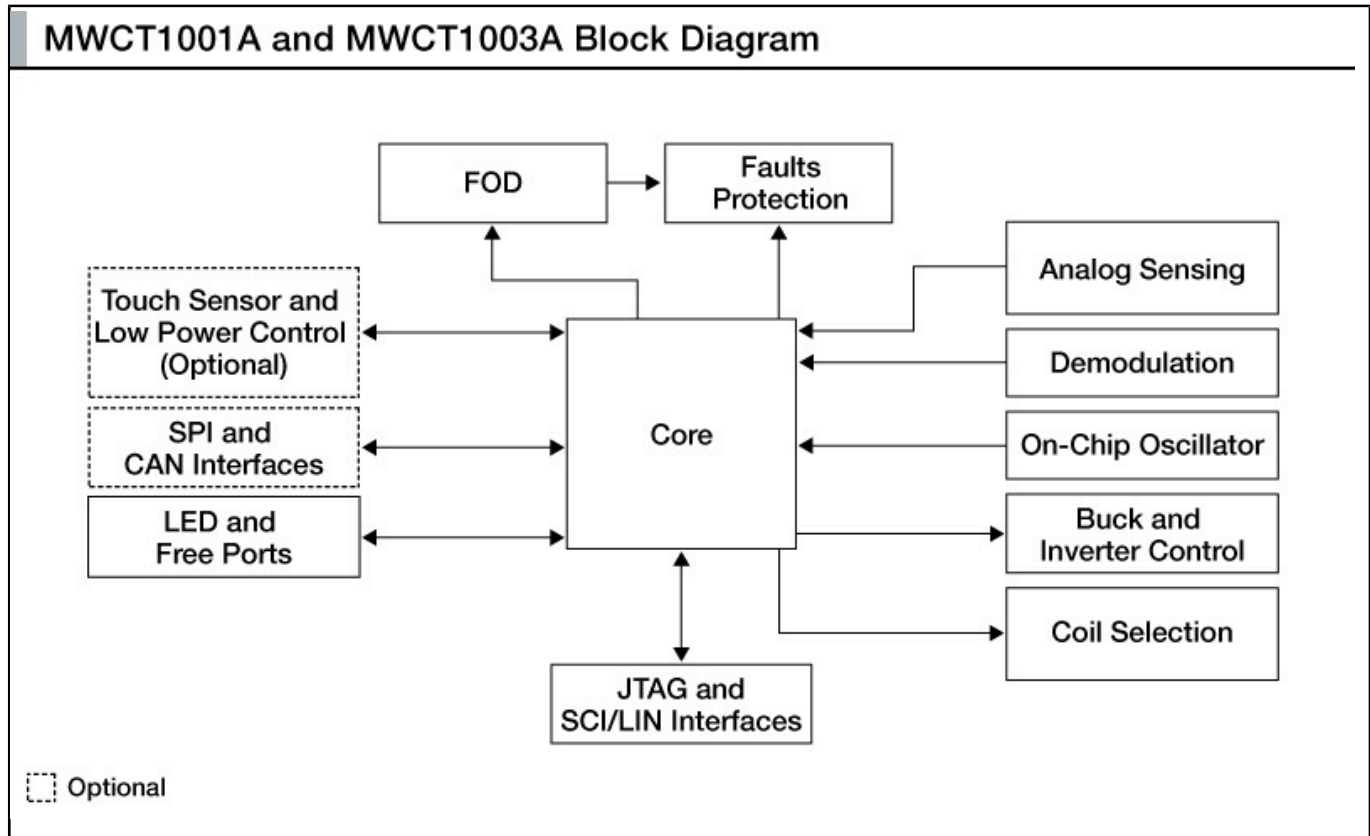 MWCT1001A and MWCT1003A Block Diagram
FOD
Faults
Protection
Touch Sensor and
Low Power Control
(Optional)
SPI and
CAN Interfaces
LED and
Free Ports
Core
Analog Sensing
Demodulation
On-Chip Oscillator
Buck and
Inverter Control
Coil Selection
JTAG and
SCI/LIN Interfaces
Optional